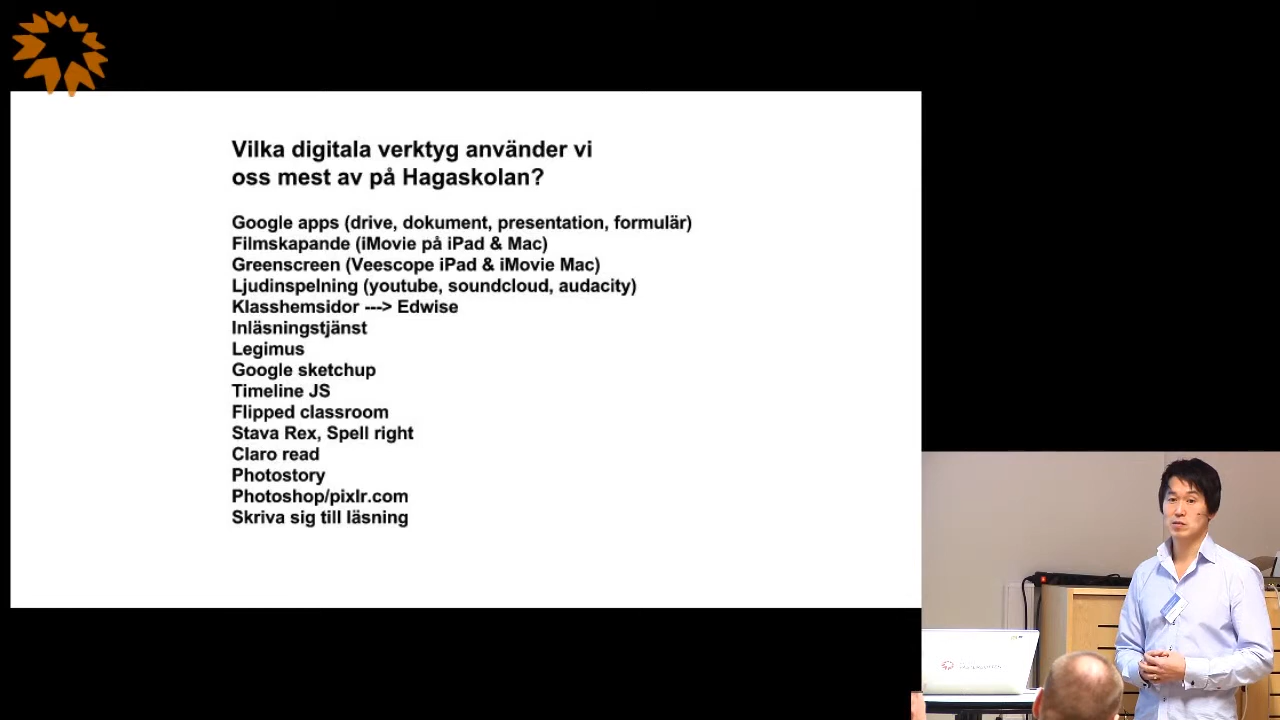 Vilka digitala verktyg använder vi
oss mest av på Hagaskolan?
Google apps (drive, dokument, presentation, formulär)
Filmskapande (iMovie på iPad & Mac)
Greenscreen (Veescope iPad & iMovie Mac)
Ljudinspelning (youtube, soundcloud, audacity)
Klasshemsidor ---> Edwise
Inläsningstjänst
Legimus
Google sketchup
Timeline JS
Flipped classroom
Stava Rex, Spell right
Claro read
Photostory
Photoshop/pixlr.com
Skriva sig till läsning